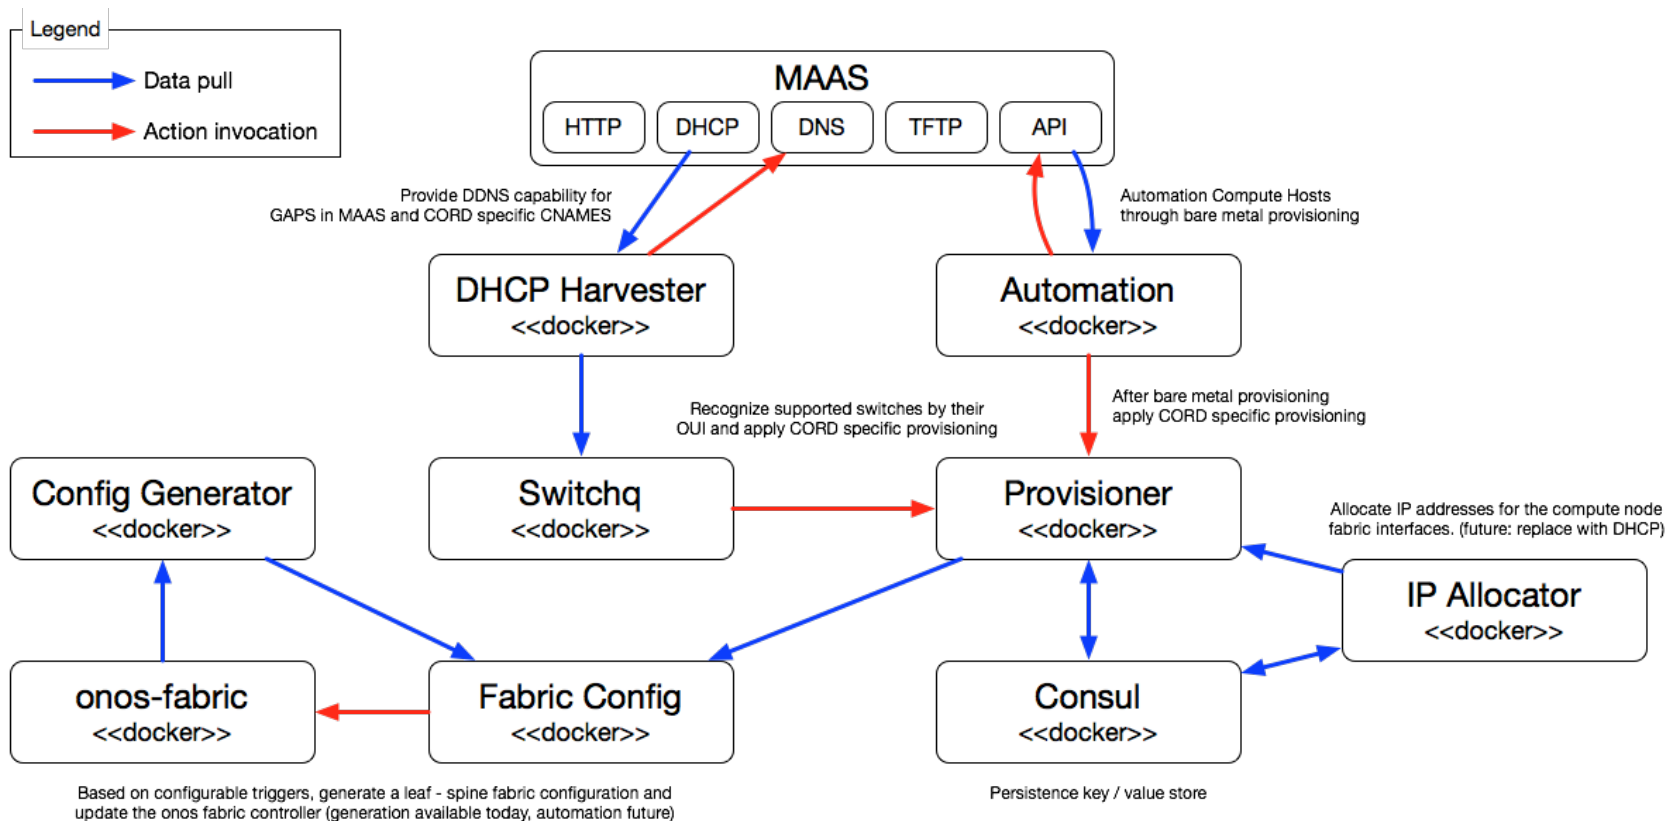 Legend
Data pull
Action invocation
MAAS
HTTP
DHCP
DNS
TFTP
API
Provide DDNS capability for
GAPS in MAAS and CORD specific CNAMES
Automation Compute Hosts
through bare metal provisioning
DHCP Harvester
<<docker>>
Automation
<<docker>>
Recognize supported switches by their
OUI and apply CORD specific provisioning
After bare metal provisioning
apply CORD specific provisioning
Config Generator
<<docker>>
Switchq
<<docker>>
Provisioner
<<docker>>
Allocate IP addresses for the compute node
fabric interfaces. (future: replace with DHCP)
IP Allocator
<<docker>>
onos-fabric
<<docker>>
Fabric Config
<<docker>>
Consul
<<docker>>
Based on configurable triggers, generate a leaf - spine fabric configuration and
update the onos fabric controller (generation available today, automation future)
Persistence key / value store